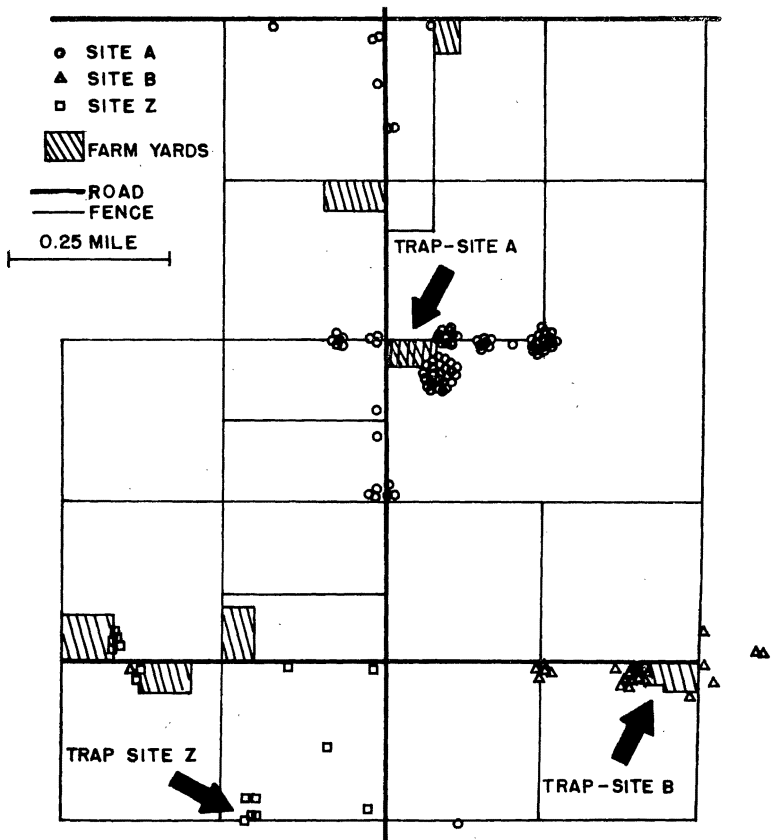 SITE A
SITE B
SITE Z
FARM YARDS
ROAD
FENCE
0.25 MILE
TRAP-SITE A
TRAP SITE Z
TRAP-SITE B